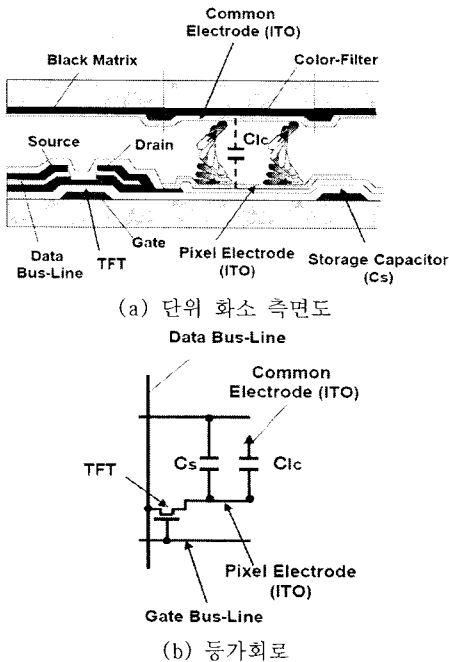 Common
Electrode (ITO)
Black Matrix
Color-Filter
Source
Drain
Clc
Data
Bus-Line
TFT
Gate
Pixel Electrode
(ITO)
Storage Capacitor
(Cs)
(a) 단위 화소 측면도
Data Bus-Line
Common
Electrode (ITO)
Cs
Clc
TFT
Pixel Electrode
(ITO)
Gate Bus-Line
(b) 등가회로